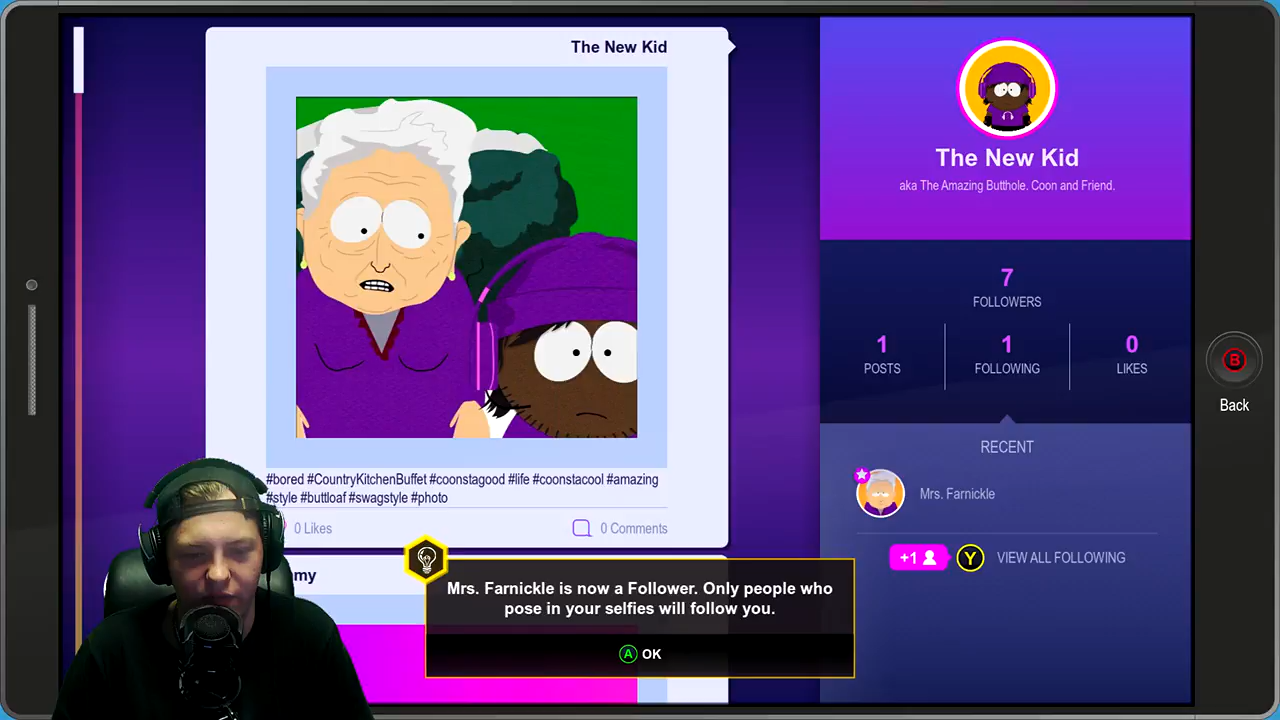 The New Kid
#bored #CountryKitchenBuffet #coonstagood #life #coonstacool #amazing
#style #buttloaf #swagstyle #photo
0 Likes
0 Comments
my
Mrs. Farnickle is now a Follower. Only people who
pose in your selfies will follow you.
A OK
The New Kid
aka The Amazing Butthole. Coon and Friend.
7
FOLLOWERS
1
POSTS
1
FOLLOWING
0
LIKES
RECENT
Mrs. Farnickle
+1
Y VIEW ALL FOLLOWING
B
Back